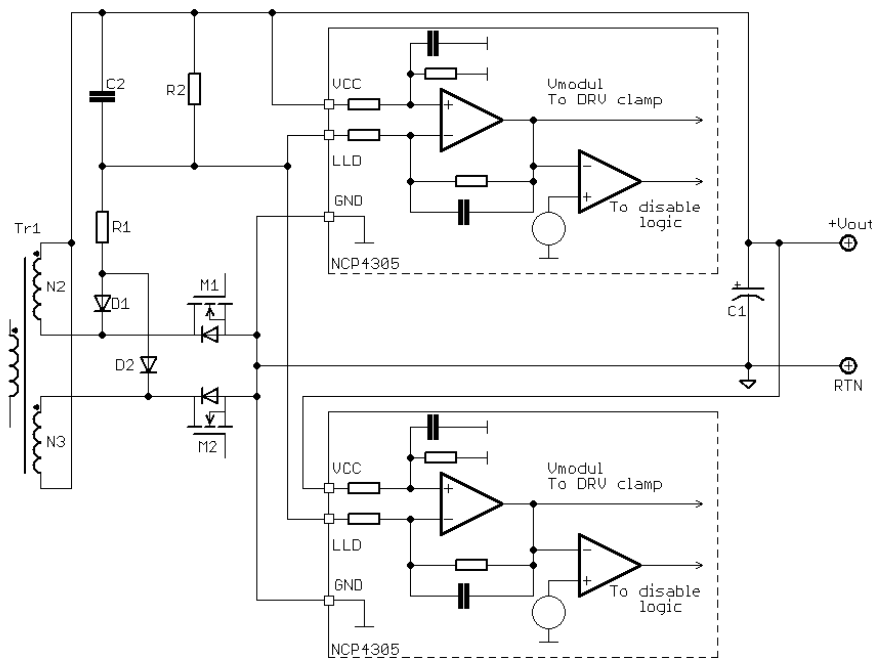 C2
R2
VCC
LLD
GND
NCP4305
+
−
−
+
Vmodul
To DRV clamp
To disable
logic
Tr1
N2
R1
D1
M1
D2
N3
M2
+Vout
+
C1
RTN
VCC
LLD
GND
NCP4305
+
−
−
+
Vmodul
To DRV clamp
To disable
logic